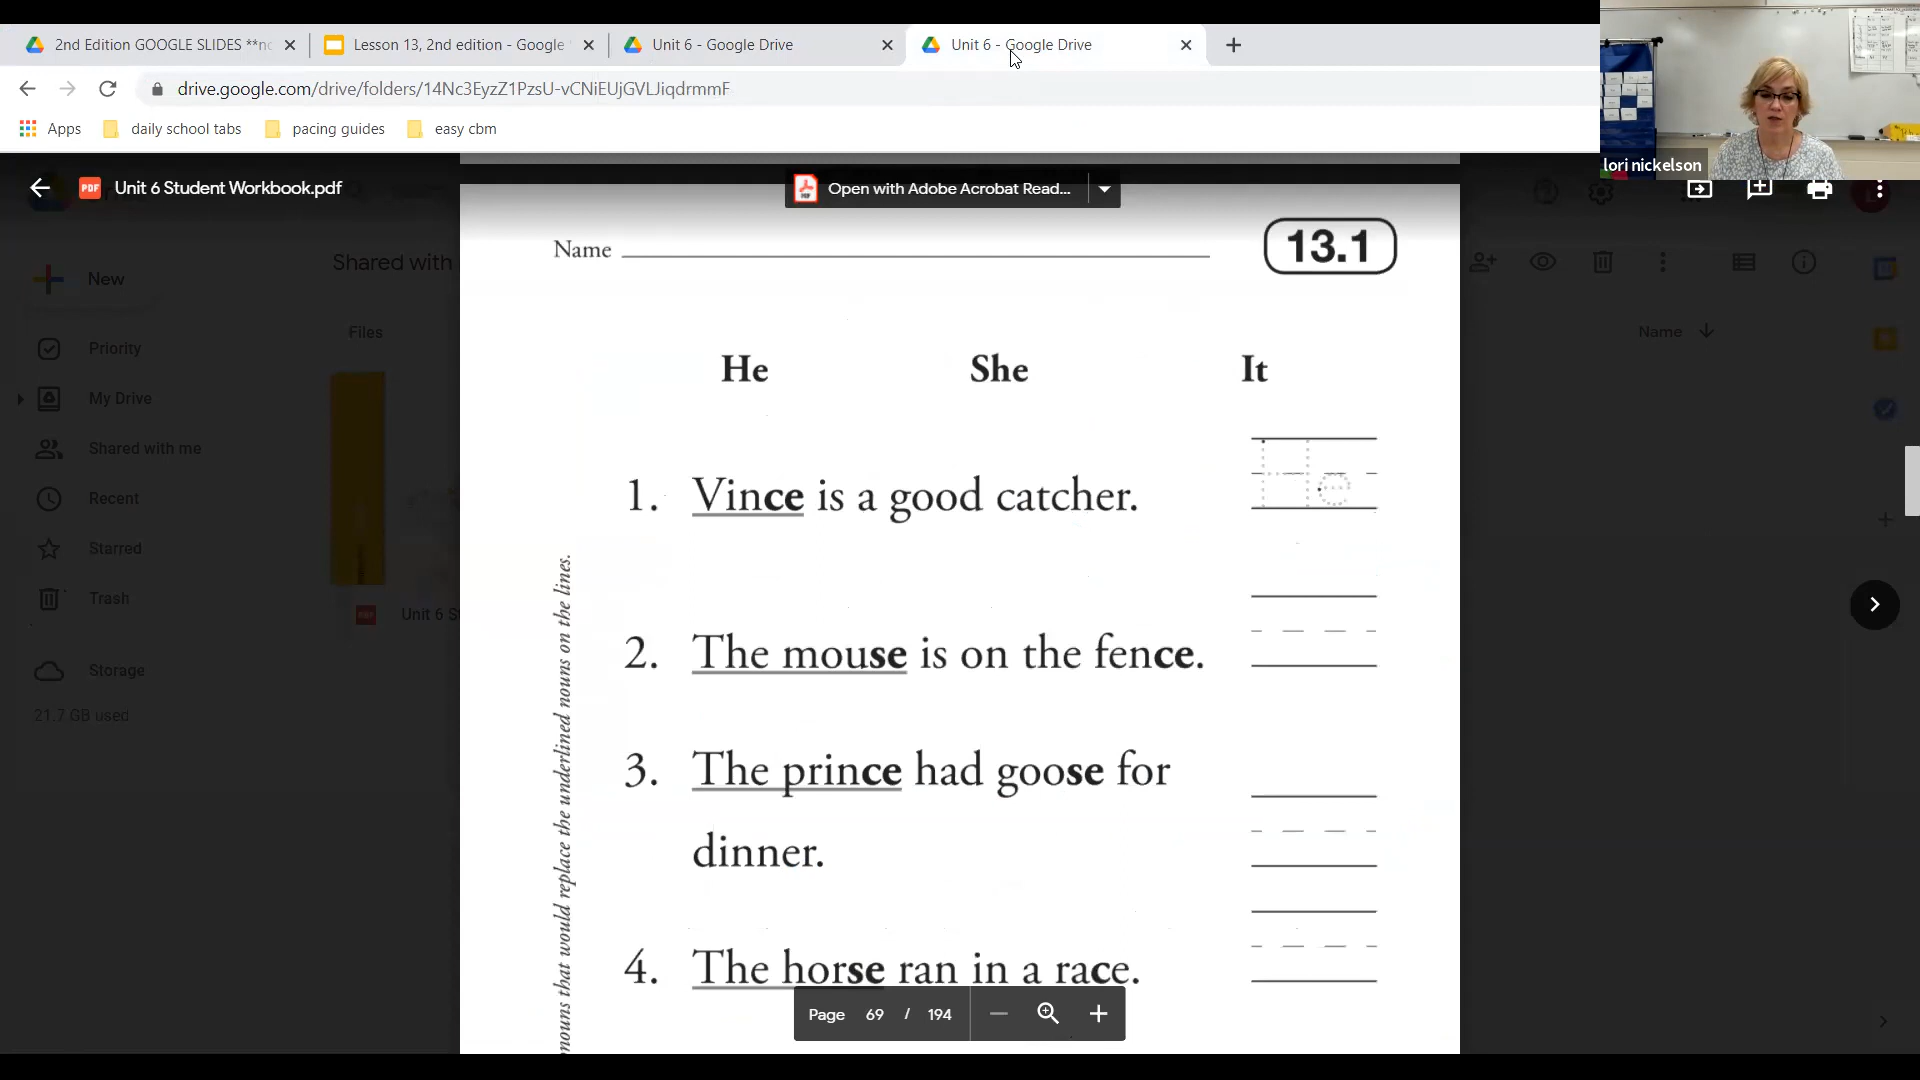 2nd Edition GOOGLE SLIDES **no
Lesson 13, 2nd edition - Google
Unit 6 - Google Drive
Unit 6 - Google Drive
drive.google.com/drive/folders/14Nc3EyzZ1PzsU-vCNiEUjGVLJiqdrmmF
Apps
daily school tabs
pacing guides
easy cbm
lori nickelson
PDF
Unit 6 Student Workbook.pdf
Open with Adobe Acrobat Read...
New
Shared with
Priority
My Drive
Shared with me
Recent
Starred
Trash
Storage
21.7 GB used
Files
Name
Unit 6 S
Name
13.1
He She It
1. Vince is a good catcher. He
2. The mouse is on the fence.
3. The prince had goose for
dinner.
4. The horse ran in a race.
nouns that would replace the underlined nouns on the lines.
Page 69 / 194